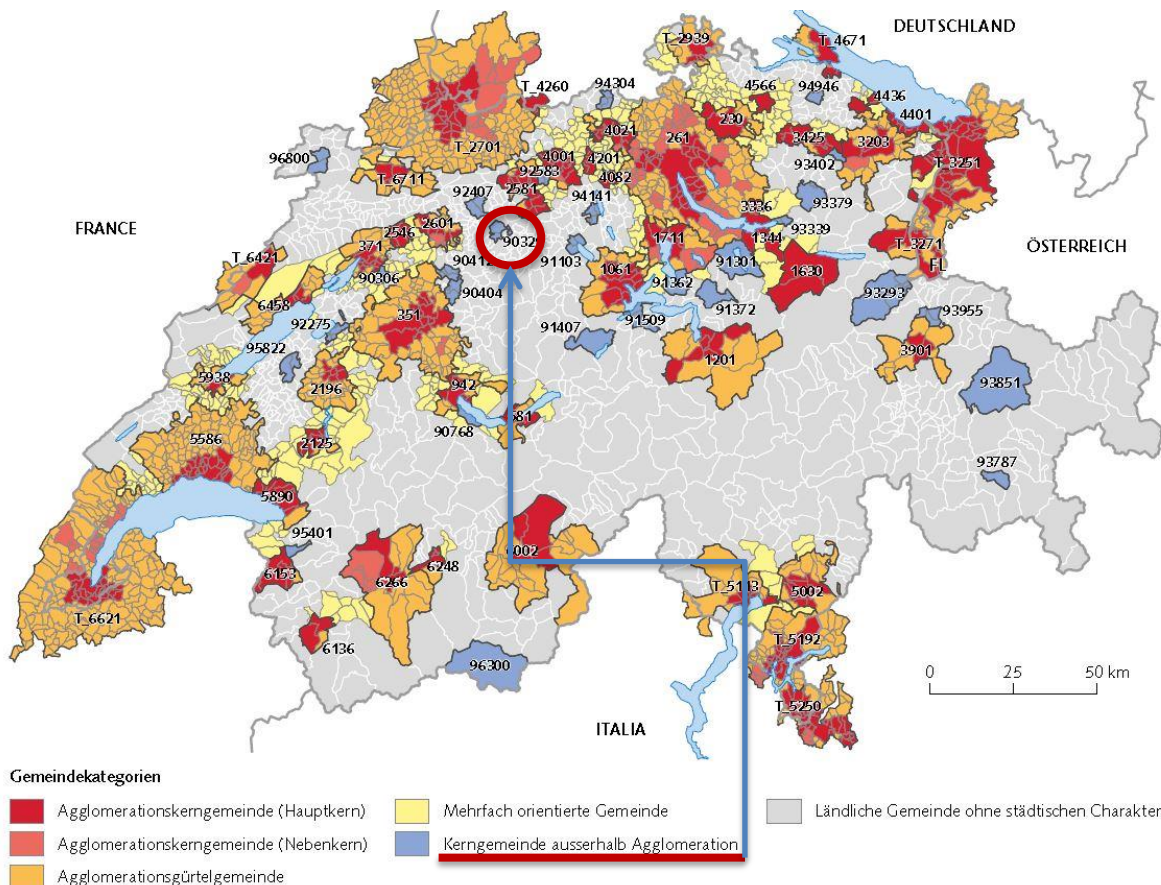 DEUTSCHLAND
T_2939
T_4671
T_4260
94304
4566
94946
4436
4401
230
4021
261
3425
3203
T_2701
4001
4201
93402
T_3251
96800
92583
4082
T_6711
92407
2581
94141
93379
3336
FRANCE
2601
2546
9032
1711
1344
93339
T_3271
ÖSTERREICH
371
90412
91103
91301
T_6421
90306
1061
1630
FL
90404
91362
93293
6458
351
91372
93955
92275
91509
95822
91407
1201
3901
5938
2196
942
93851
581
5586
2125
90768
93787
5890
95401
6002
6153
6266
6248
T_5113
5002
T_6621
6136
T_5192
96300
0 25 50 km
T_5250
ITALIA
Gemeindekategorien
Agglomerationskerngemeinde (Hauptkern)
Mehrfach orientierte Gemeinde
Ländliche Gemeinde ohne städtischen Charakter
Agglomerationskerngemeinde (Nebenkern)
Kerngemeinde ausserhalb Agglomeration
Agglomerationsgürtelgemeinde